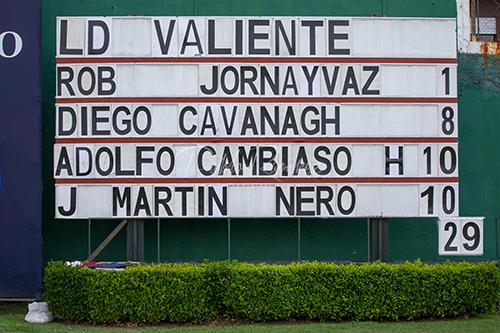 LD VALIENTE
ROB JORNAYVAZ 1
DIEGO CAVANAGH 8
ADOLFO CAMBIASO H 10
J MARTIN NERO 10
29